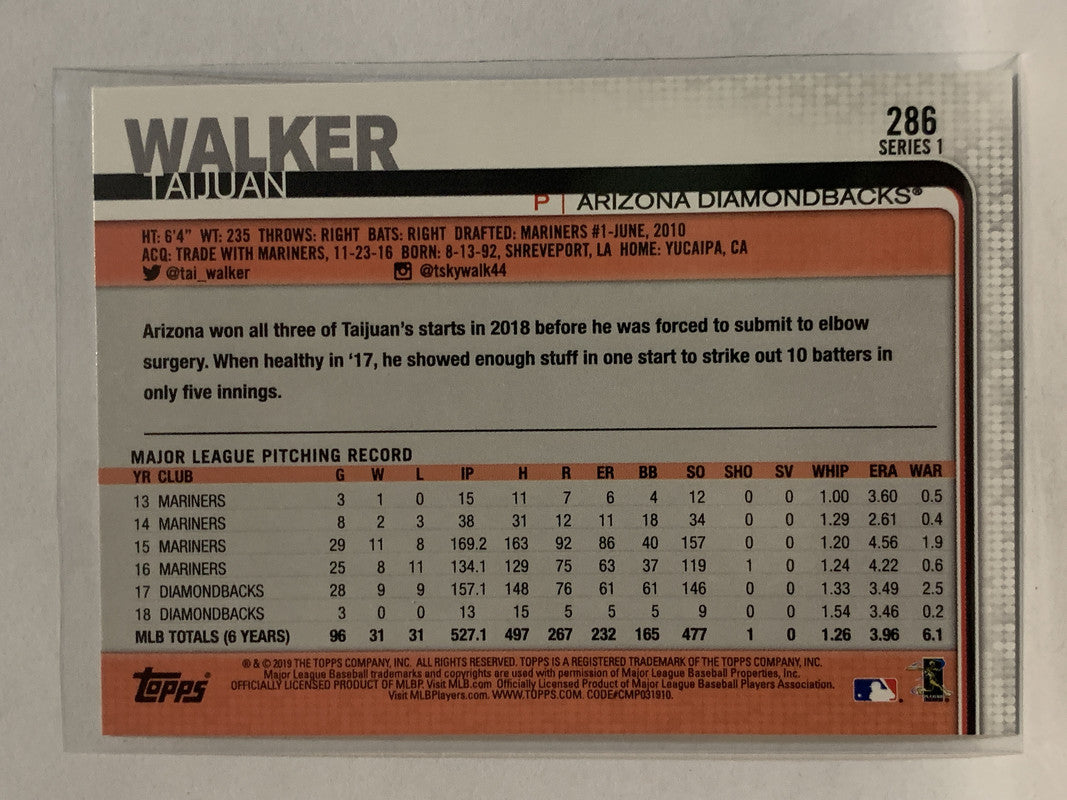 WALKER
TAIJUAN
286
SERIES 1
P | ARIZONA DIAMONDBACKS®
HT: 6'4" WT: 235 THROWS: RIGHT BATS: RIGHT DRAFTED: MARINERS #1-JUNE, 2010
ACQ: TRADE WITH MARINERS, 11-23-16 BORN: 8-13-92, SHREVEPORT, LA HOME: YUCAIPA, CA
@tai_walker @tskywalk44
Arizona won all three of Taijuan's starts in 2018 before he was forced to submit to elbow
surgery. When healthy in '17, he showed enough stuff in one start to strike out 10 batters in
only five innings.
MAJOR LEAGUE PITCHING RECORD
YR CLUB G W L IP H R ER BB SO SHO SV WHIP ERA WAR
13 MARINERS 3 1 0 15 11 7 6 4 12 0 0 1.00 3.60 0.5
14 MARINERS 8 2 3 38 31 12 11 18 34 0 0 1.29 2.61 0.4
15 MARINERS 29 11 8 169.2 163 92 86 40 157 0 0 1.20 4.56 1.9
16 MARINERS 25 8 11 134.1 129 75 63 37 119 1 0 1.24 4.22 0.6
17 DIAMONDBACKS 28 9 9 157.1 148 76 61 61 146 0 0 1.33 3.49 2.5
18 DIAMONDBACKS 3 0 0 13 15 5 5 5 9 0 0 1.54 3.46 0.2
MLB TOTALS (6 YEARS) 96 31 31 527.1 497 267 232 165 477 1 0 1.26 3.96 6.1
topps®
® & © 2019 THE TOPPS COMPANY, INC. ALL RIGHTS RESERVED. TOPPS IS A REGISTERED TRADEMARK OF THE TOPPS COMPANY, INC.
Major League Baseball trademarks and copyrights are used with permission of Major League Baseball Properties, Inc.
OFFICIALLY LICENSED PRODUCT OF MLBP. Visit MLB.com Officially Licensed Product of Major League Baseball Players Association.
Visit MLBPlayers.com. WWW.TOPPS.COM. CODE#CMP031910.